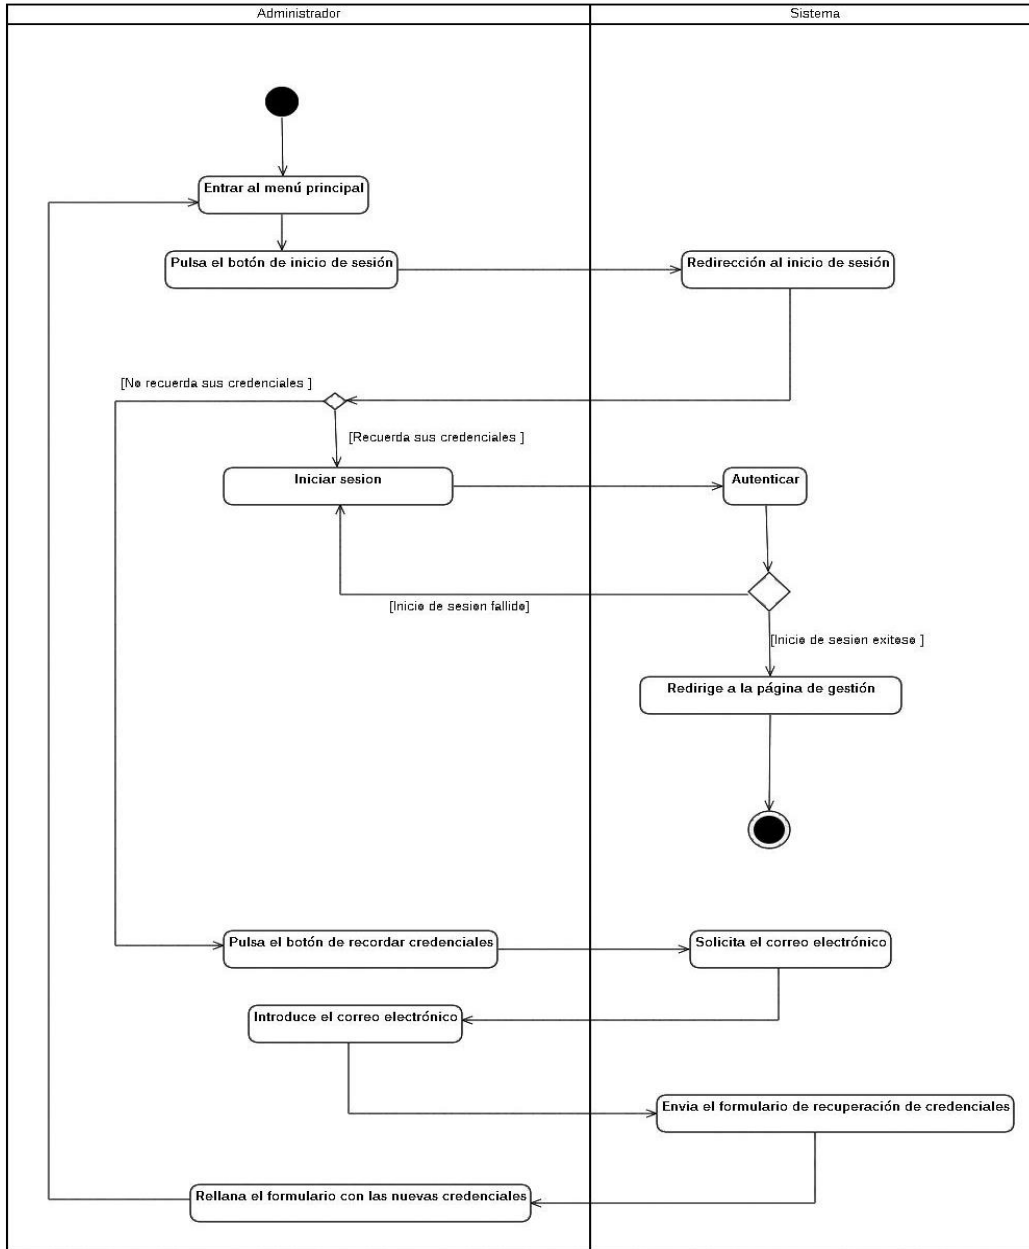 Administrador
Sistema
Entrar al menú principal
Pulsa el botón de inicio de sesión
Redirección al inicio de sesión
[No recuerda sus credenciales ]
[Recuerda sus credenciales ]
Iniciar sesion
Autenticar
[Inicio de sesion fallido]
[Inicio de sesion exitoso ]
Redirige a la página de gestión
Pulsa el botón de recordar credenciales
Solicita el correo electrónico
Introduce el correo electrónico
Envia el formulario de recuperación de credenciales
Rellana el formulario con las nuevas credenciales